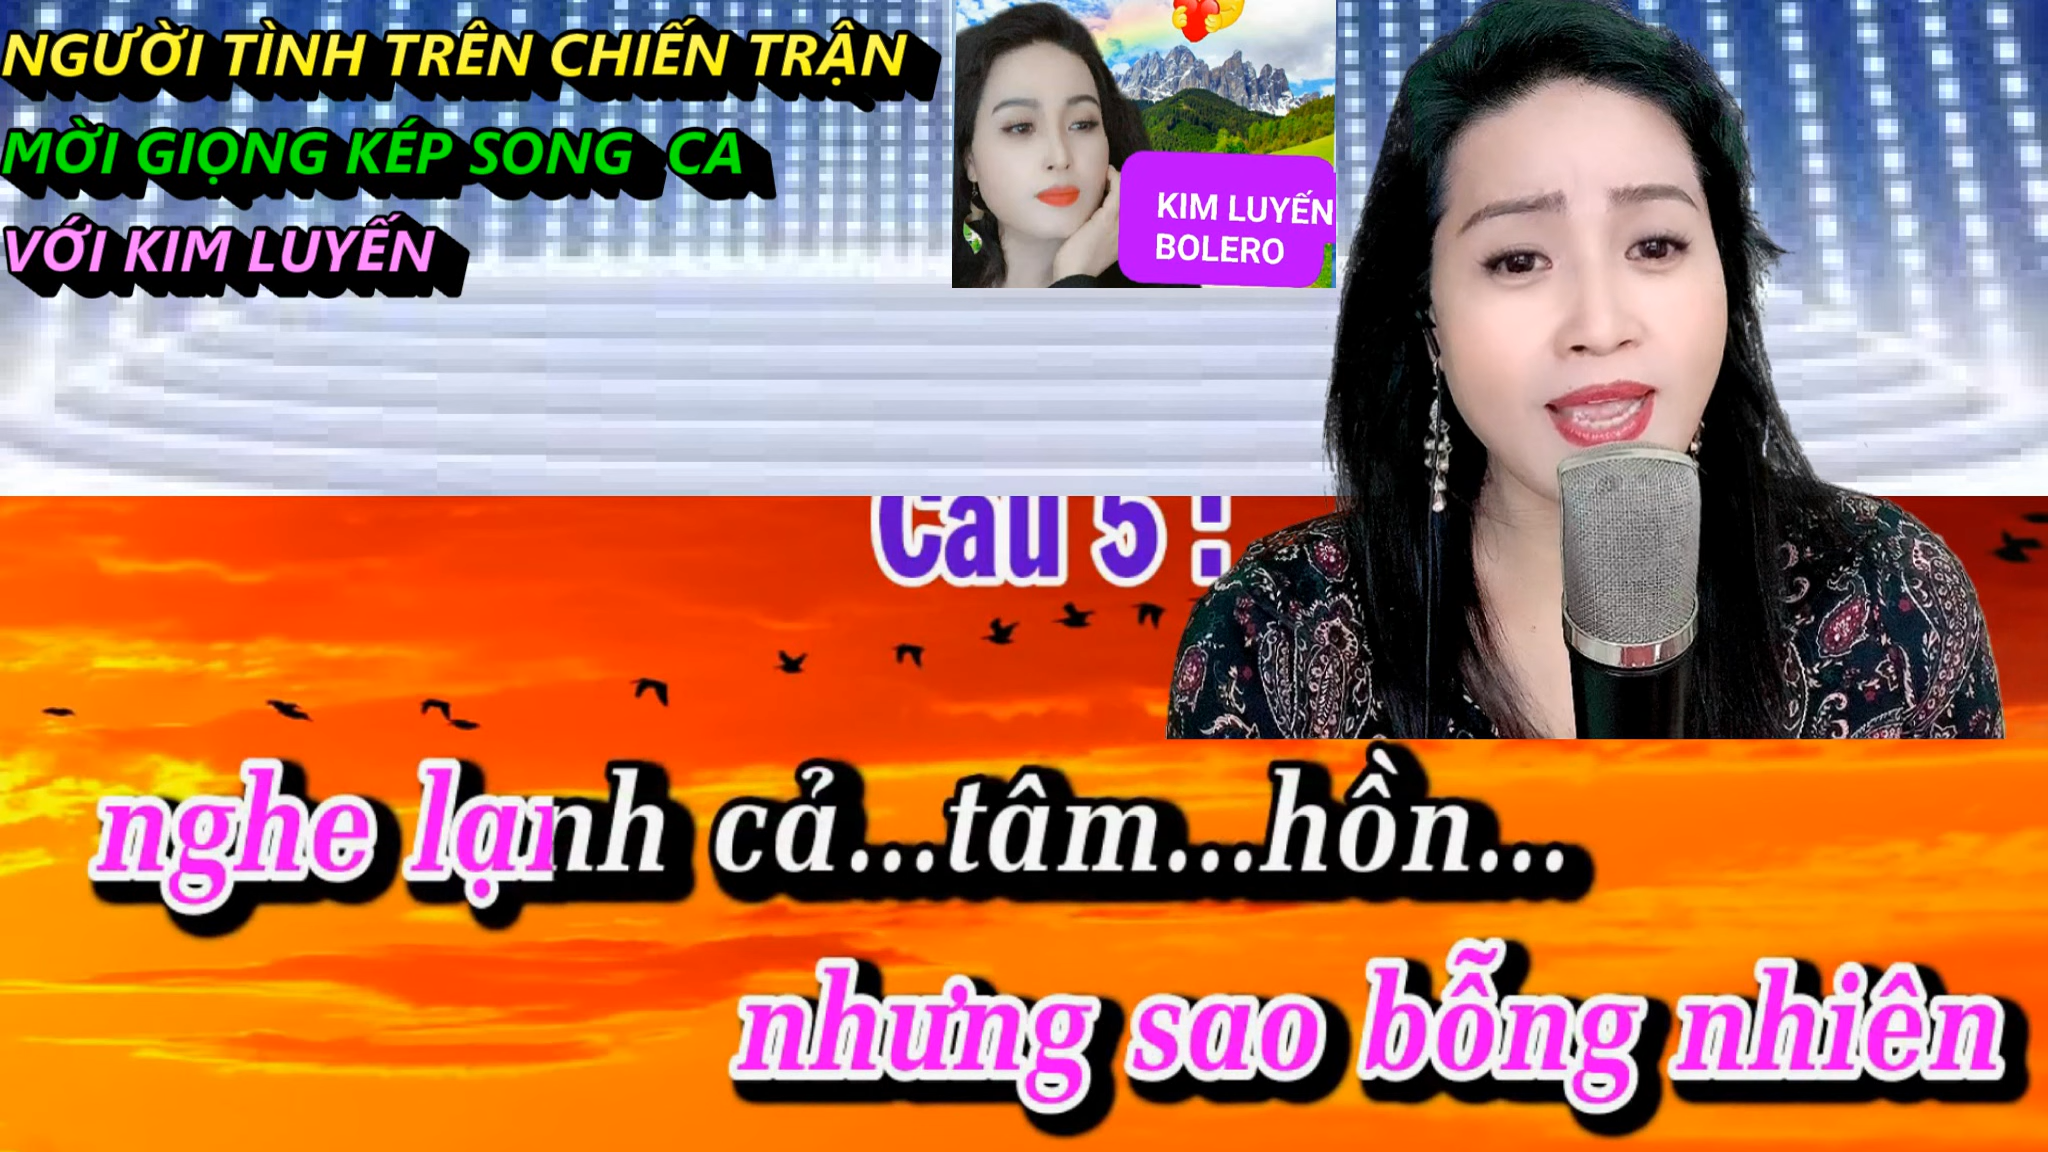 NGƯỜI TÌNH TRÊN CHIẾN TRẬN
MỜI GIỌNG KÉP SONG CA
VỚI KIM LUYẾN
KIM LUYẾN
BOLERO
Câu 5 :
nghe lạnh cả...tâm...hồn...
nhưng sao bỗng nhiên